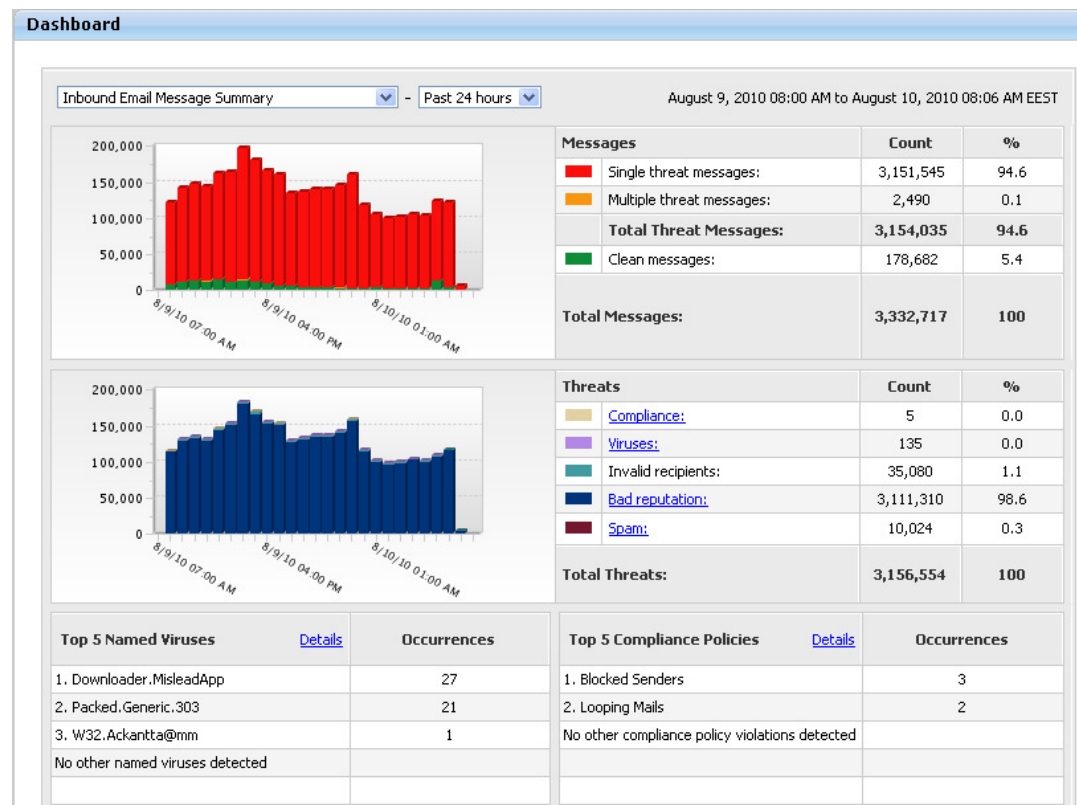 Dashboard
Inbound Email Message Summary - Past 24 hours August 9, 2010 08:00 AM to August 10, 2010 08:06 AM EEST
200,000
150,000
100,000
50,000
0
8/9/10 07:00 AM
8/9/10 04:00 PM
8/10/10 01:00 AM
Messages Count %
Single threat messages: 3,151,545 94.6
Multiple threat messages: 2,490 0.1
Total Threat Messages: 3,154,035 94.6
Clean messages: 178,682 5.4
Total Messages: 3,332,717 100
200,000
150,000
100,000
50,000
0
8/9/10 07:00 AM
8/9/10 04:00 PM
8/10/10 01:00 AM
Threats Count %
Compliance: 5 0.0
Viruses: 135 0.0
Invalid recipients: 35,080 1.1
Bad reputation: 3,111,310 98.6
Spam: 10,024 0.3
Total Threats: 3,156,554 100
Top 5 Named Viruses Details Occurrences
1. Downloader.MisleadApp 27
2. Packed.Generic.303 21
3. W32.Ackantta@mm 1
No other named viruses detected
Top 5 Compliance Policies Details Occurrences
1. Blocked Senders 3
2. Looping Mails 2
No other compliance policy violations detected